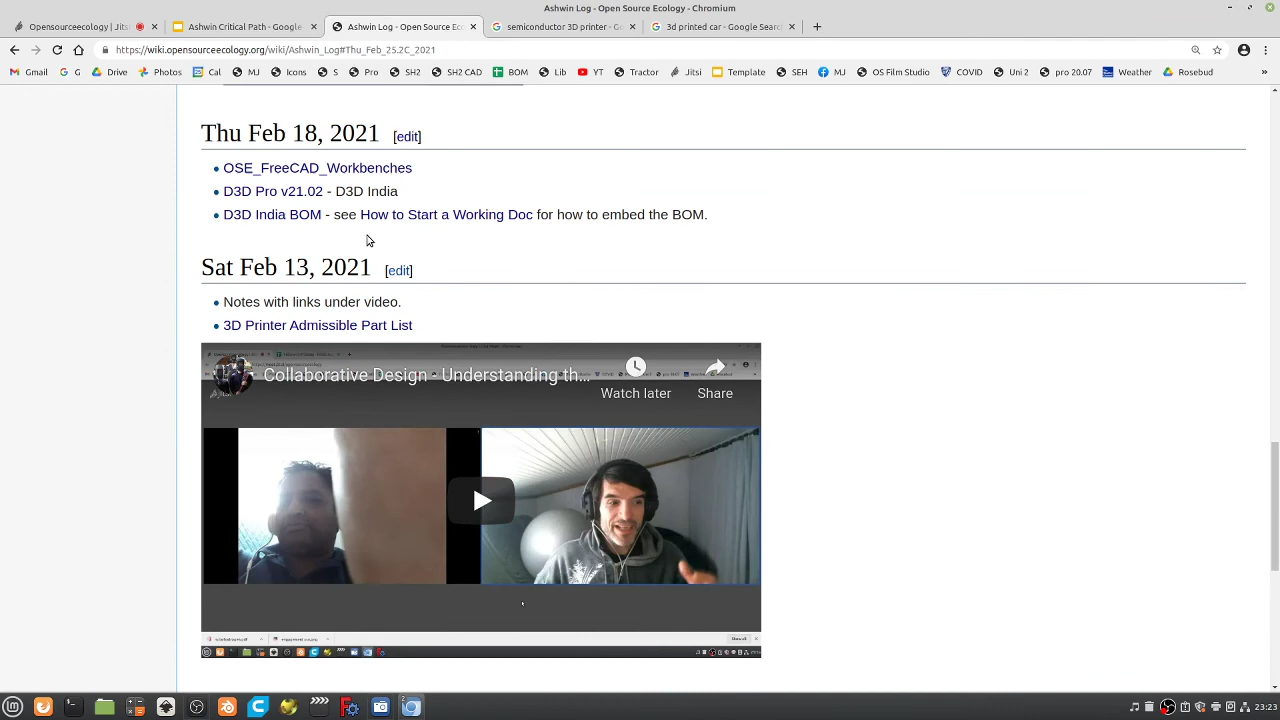 Ashwin Log - Open Source Ecology - Chromium
Opensourceecology | Jitsi
Ashwin Critical Path - Google
Ashwin Log - Open Source Ec
semiconductor 3D printer - Go
3d printed car - Google Searc
https://wiki.opensourceecology.org/wiki/Ashwin_Log#Thu_Feb_25.2C_2021
Gmail G Drive Photos Cal MJ Icons S Pro SH2 SH2 CAD BOM Lib YT Tractor Jitsi Template SEH MJ OS Film Studio COVID Uni 2 pro 20.07 Weather Rosebud »
Thu Feb 18, 2021 [edit]
OSE_FreeCAD_Workbenches
D3D Pro v21.02 - D3D India
D3D India BOM - see How to Start a Working Doc for how to embed the BOM.
Sat Feb 13, 2021 [edit]
Notes with links under video.
3D Printer Admissible Part List
Collaborative Design - Understanding th...
Watch later
Share
23:23